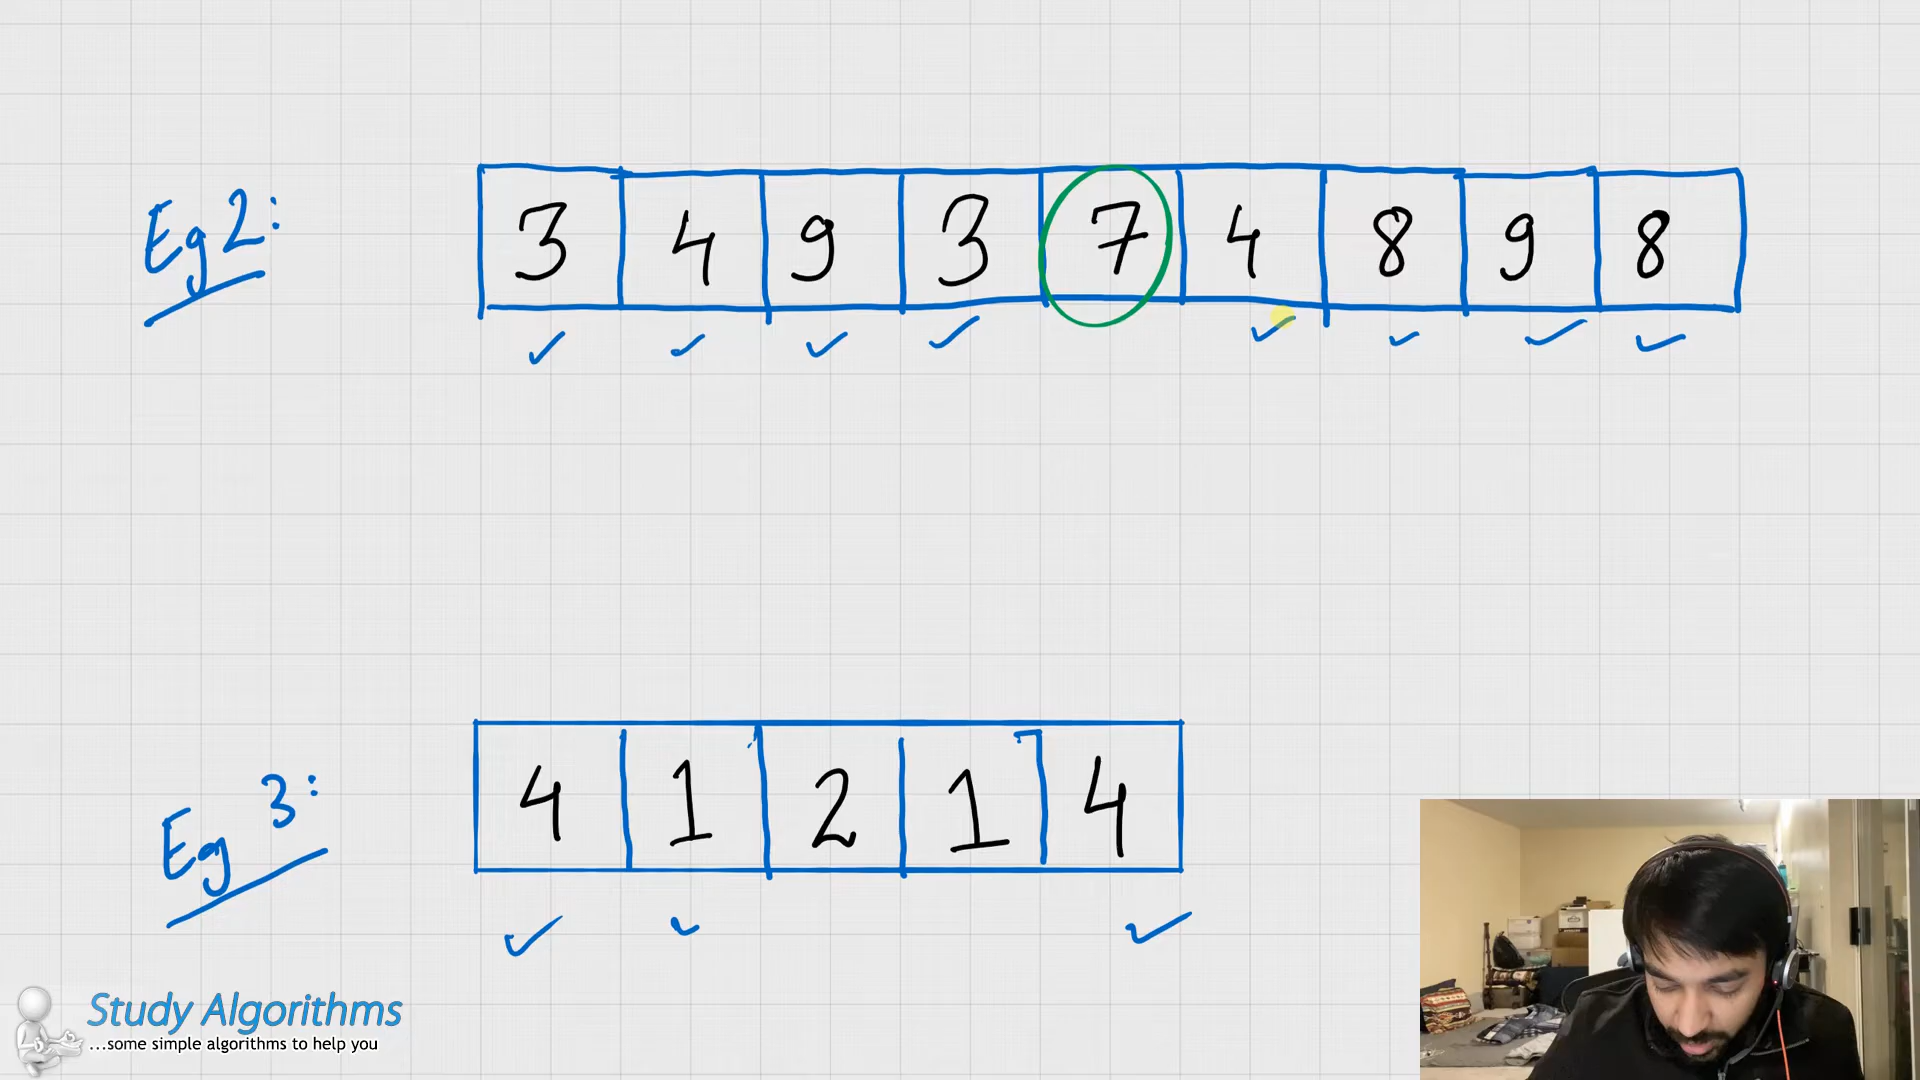 Eg 2:
3 4 9 3 7 4 8 9 8
Eg 3:
4 1 2 1 4
Study Algorithms
...some simple algorithms to help you